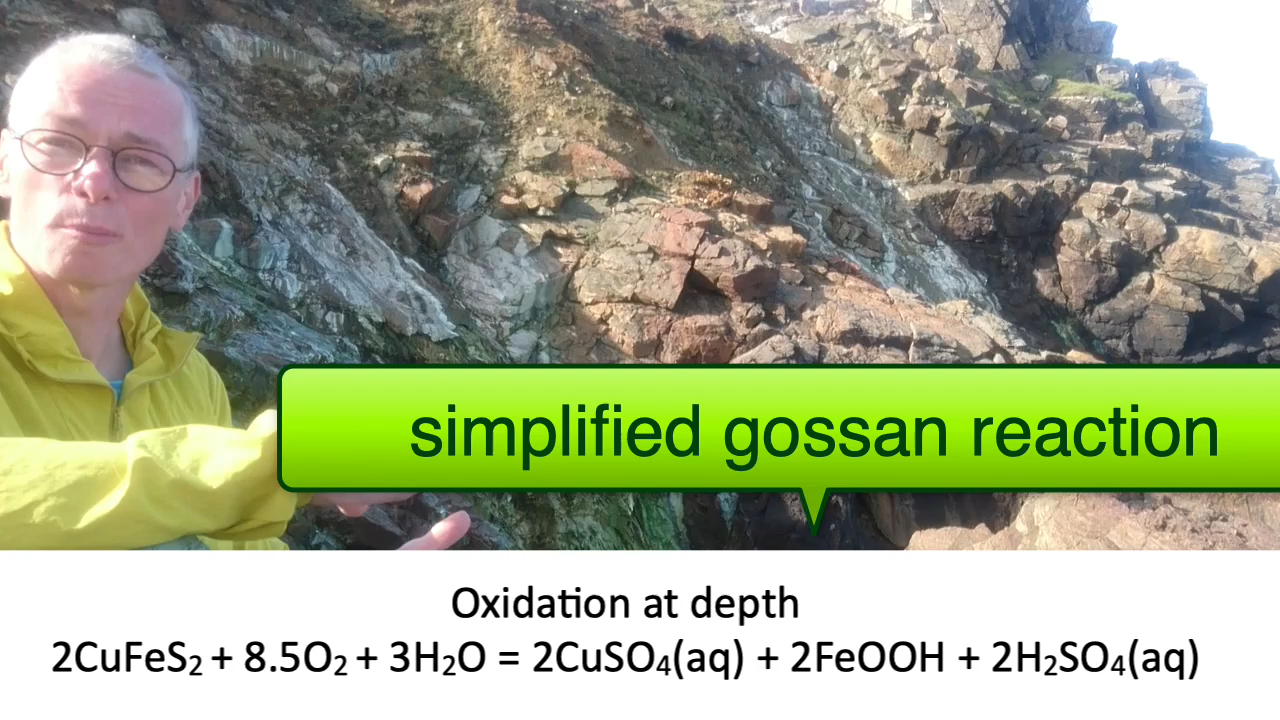 simplified gossan reaction
Oxidation at depth
2CuFeS₂ + 8.5O₂ + 3H₂O = 2CuSO₄(aq) + 2FeOOH + 2H₂SO₄(aq)